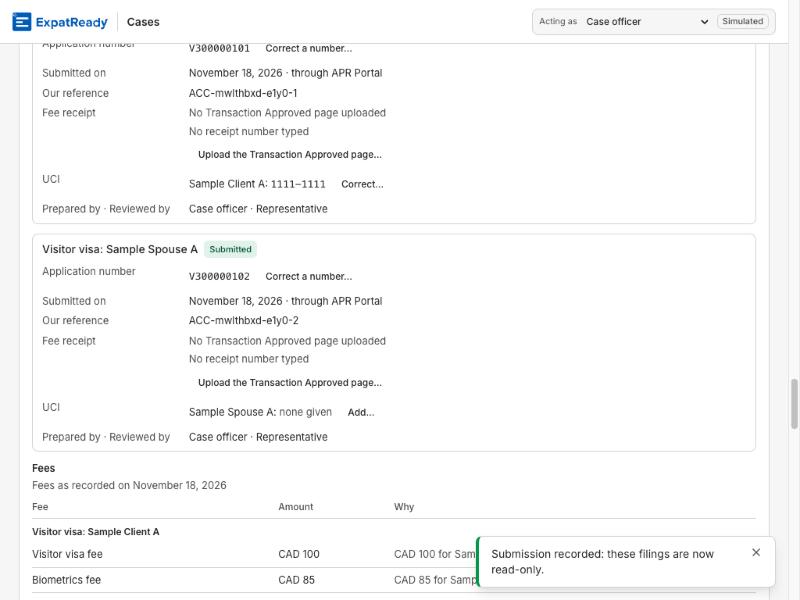 ExpatReady
Cases
Acting as Case officer Simulated
Application number V300000101 Correct a number...
Submitted on November 18, 2026 · through APR Portal
Our reference ACC-mwlthbxd-e1y0-1
Fee receipt No Transaction Approved page uploaded
No receipt number typed
Upload the Transaction Approved page...
UCI Sample Client A: 1111–1111 Correct...
Prepared by · Reviewed by Case officer · Representative
Visitor visa: Sample Spouse A Submitted
Application number V300000102 Correct a number...
Submitted on November 18, 2026 · through APR Portal
Our reference ACC-mwlthbxd-e1y0-2
Fee receipt No Transaction Approved page uploaded
No receipt number typed
Upload the Transaction Approved page...
UCI Sample Spouse A: none given Add...
Prepared by · Reviewed by Case officer · Representative
Fees
Fees as recorded on November 18, 2026
Fee Amount Why
Visitor visa: Sample Client A
Visitor visa fee CAD 100 CAD 100 for Sam
Biometrics fee CAD 85 CAD 85 for Samp
Submission recorded: these filings are now
read-only.